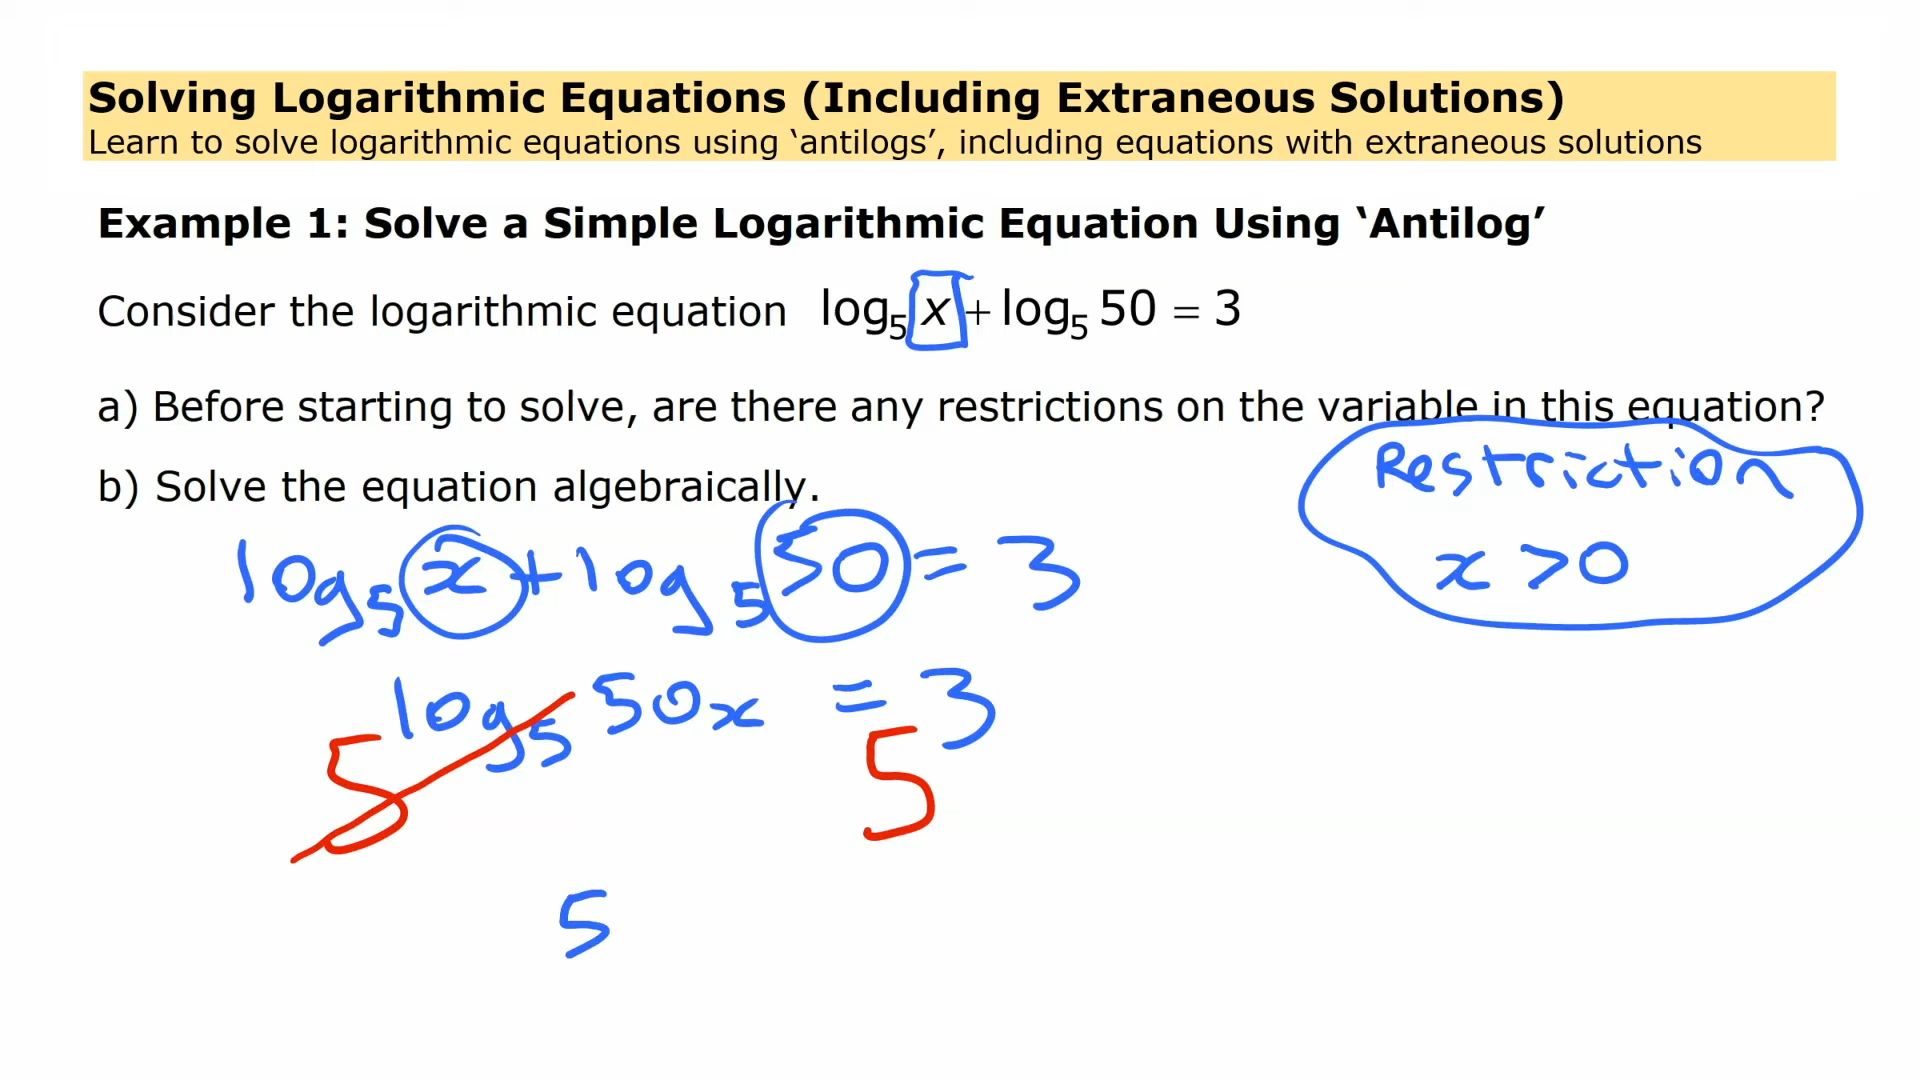 Solving Logarithmic Equations (Including Extraneous Solutions)
Learn to solve logarithmic equations using ‘antilogs’, including equations with extraneous solutions
Example 1: Solve a Simple Logarithmic Equation Using ‘Antilog’
Consider the logarithmic equation log₅ x + log₅ 50 = 3
a) Before starting to solve, are there any restrictions on the variable in this equation?
b) Solve the equation algebraically.
Restriction
x > 0
log₅ x + log₅ 50 = 3
log₅ 50x = 3
5 5
5